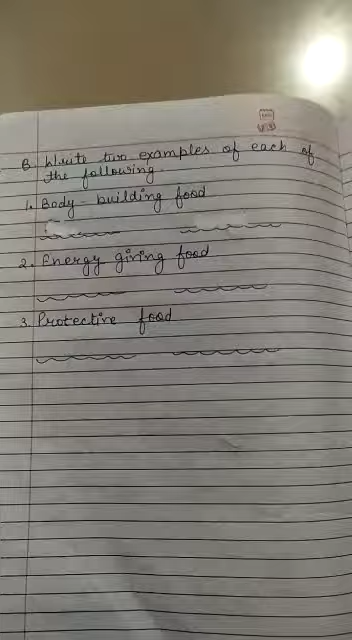 B. Write two examples of each of
the following.
1. Body - building food
2. Energy giving food
3. Protective food